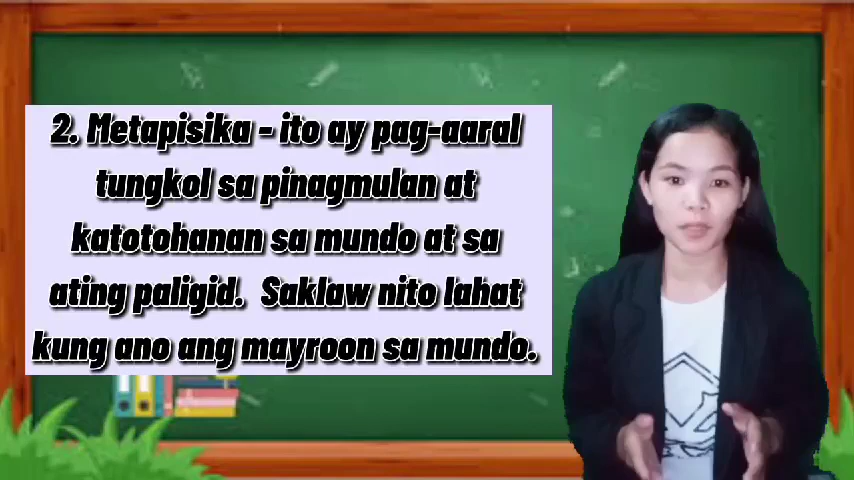 2. Metapisika - ito ay pag-aaral
tungkol sa pinagmulan at
katotohanan sa mundo at sa
ating paligid. Saklaw nito lahat
kung ano ang mayroon sa mundo.